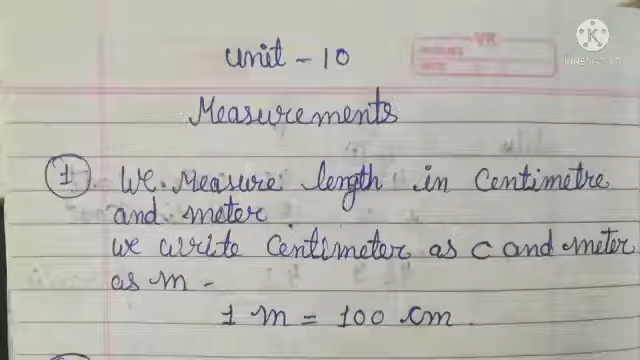 Unit - 10
Measurements
1. We Measure length in Centimetre
and meter
we write Centimeter as C and meter
as m -
1 m = 100 cm.